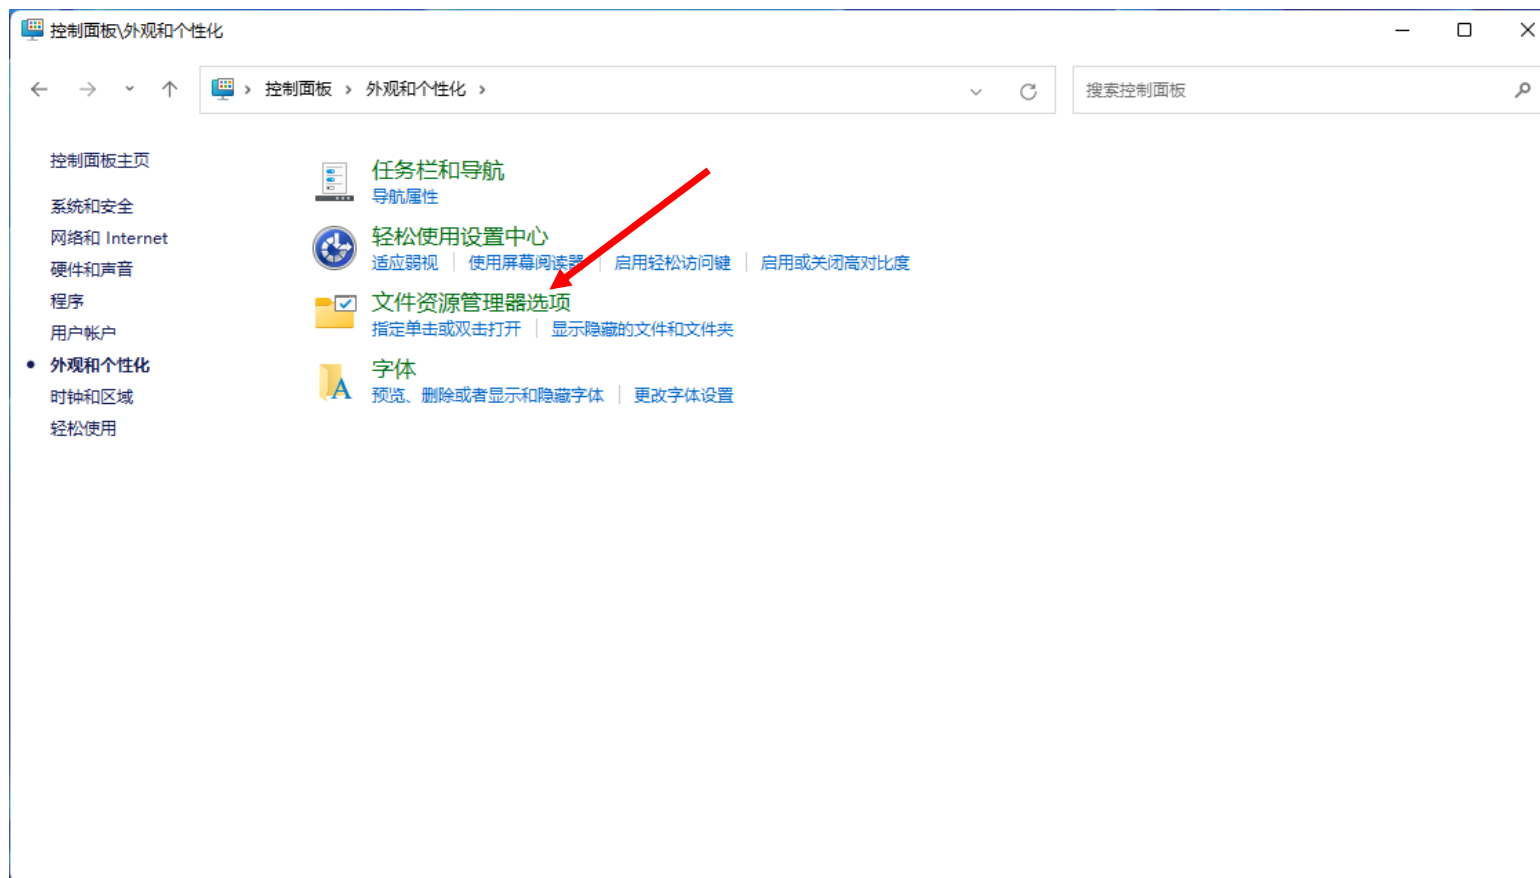 控制面板\外观和个性化
控制面板 外观和个性化
搜索控制面板
控制面板主页
系统和安全
网络和 Internet
硬件和声音
程序
用户帐户
外观和个性化
时钟和区域
轻松使用
任务栏和导航
导航属性
轻松使用设置中心
适应弱视 使用屏幕阅读器 启用轻松访问键 启用或关闭高对比度
文件资源管理器选项
指定单击或双击打开 显示隐藏的文件和文件夹
字体
预览、删除或者显示和隐藏字体 更改字体设置